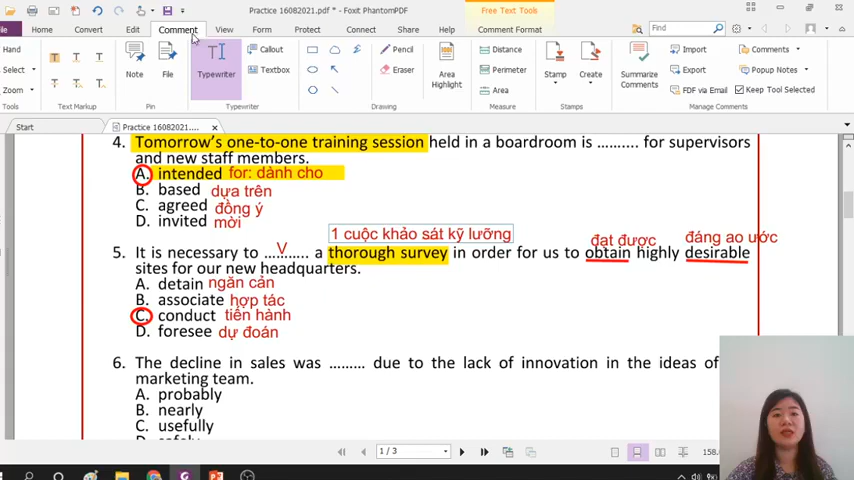 Practice 16082021.pdf * - Foxit PhantomPDF
Free Text Tools
File
Home
Convert
Edit
Comment
View
Form
Protect
Connect
Share
Help
Comment Format
Tell me...
Find
Hand
Select
Zoom
Tools
Text Markup
Note
File
Pin
Typewriter
Callout
Textbox
Typewriter
Pencil
Eraser
Drawing
Area
Highlight
Distance
Perimeter
Area
Measure
Stamp
Create
Stamps
Summarize
Comments
Import
Export
FDF via Email
Comments
Popup Notes
Keep Tool Selected
Manage Comments
Start
Practice 16082021....
4. Tomorrow's one-to-one training session held in a boardroom is .......... for supervisors
and new staff members.
A. intended for: dành cho
B. based dựa trên
C. agreed đồng ý
D. invited mời
1 cuộc khảo sát kỹ lưỡng
V
đạt được
đáng ao ước
5. It is necessary to ........... a thorough survey in order for us to obtain highly desirable
sites for our new headquarters.
A. detain ngăn cản
B. associate hợp tác
C. conduct tiến hành
D. foresee dự đoán
6. The decline in sales was ......... due to the lack of innovation in the ideas of
marketing team.
A. probably
B. nearly
C. usefully
D. safely
1 / 3
158.